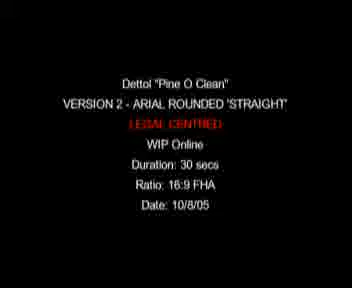 Dettol "Pine O Clean"
VERSION 2 - ARIAL ROUNDED 'STRAIGHT'
LEGAL CENTRED
WIP Online
Duration: 30 secs
Ratio: 16:9 FHA
Date: 10/8/05